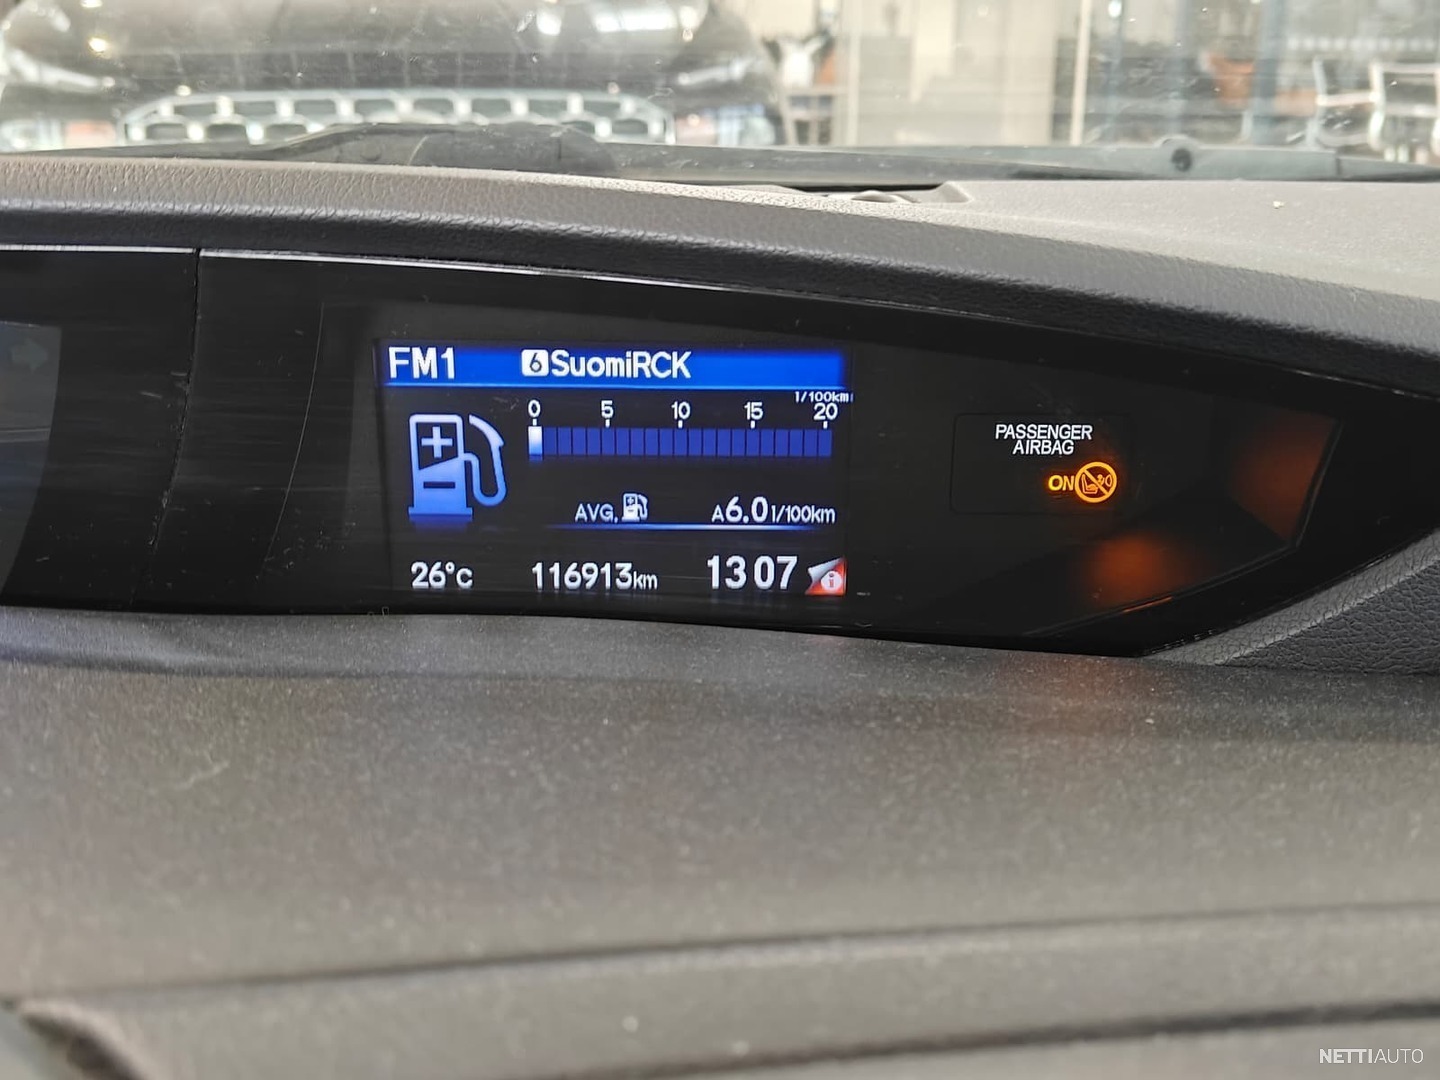 FM1 6 SuomiRCK
l/100km
0 5 10 15 20
AVG. A6.0 l/100km
26°C 116913km 13 07
PASSENGER
AIRBAG
ON
NETTIAUTO